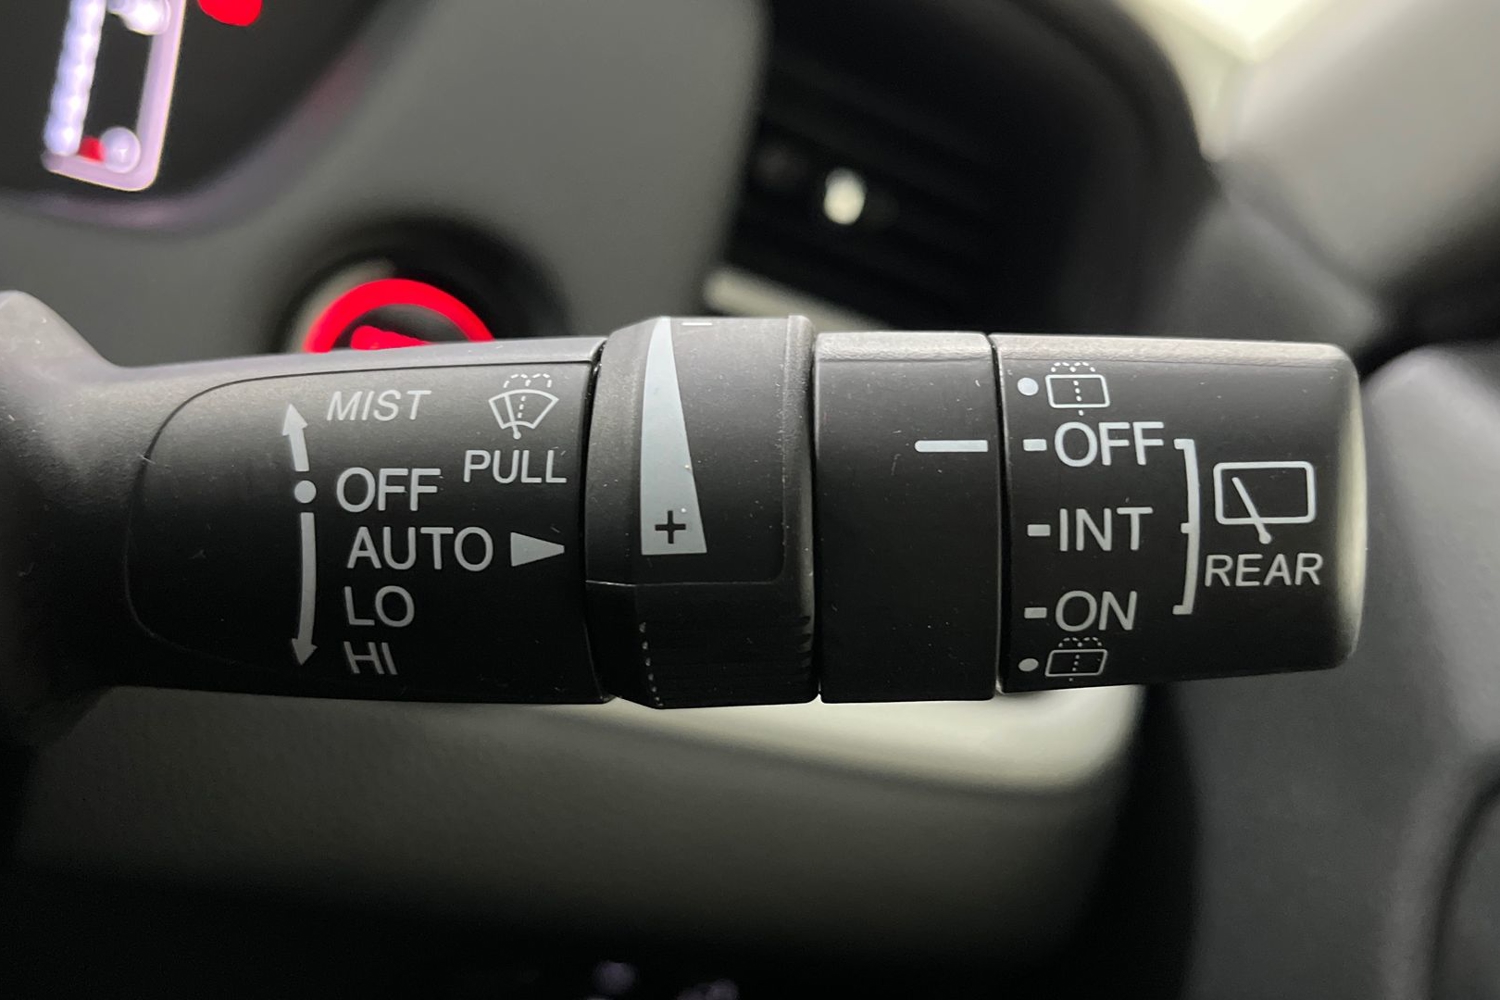 MIST
PULL
OFF
AUTO
LO
HI
−
+
OFF
INT
ON
REAR